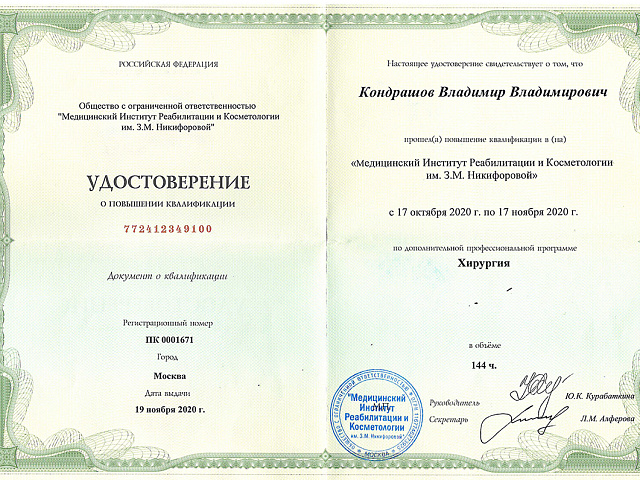 РОССИЙСКАЯ ФЕДЕРАЦИЯ
Общество с ограниченной ответственностью
"Медицинский Институт Реабилитации и Косметологии
им. З.М. Никифоровой"
УДОСТОВЕРЕНИЕ
О ПОВЫШЕНИИ КВАЛИФИКАЦИИ
772412349100
Документ о квалификации
Регистрационный номер
ПК 0001671
Город
Москва
Дата выдачи
19 ноября 2020 г.
Настоящее удостоверение свидетельствует о том, что
Кондрашов Владимир Владимирович
прошел(а) повышение квалификации в (на)
«Медицинский Институт Реабилитации и Косметологии
им. З.М. Никифоровой»
с 17 октября 2020 г. по 17 ноября 2020 г.
по дополнительной профессиональной программе
Хирургия
в объёме
144 ч.
М.П.
Руководитель
Ю.К. Курабаткина
Секретарь
Л.М. Алферова
"Медицинский
Институт
Реабилитации и
Косметологии
им. З.М. Никифоровой"
МОСКВА